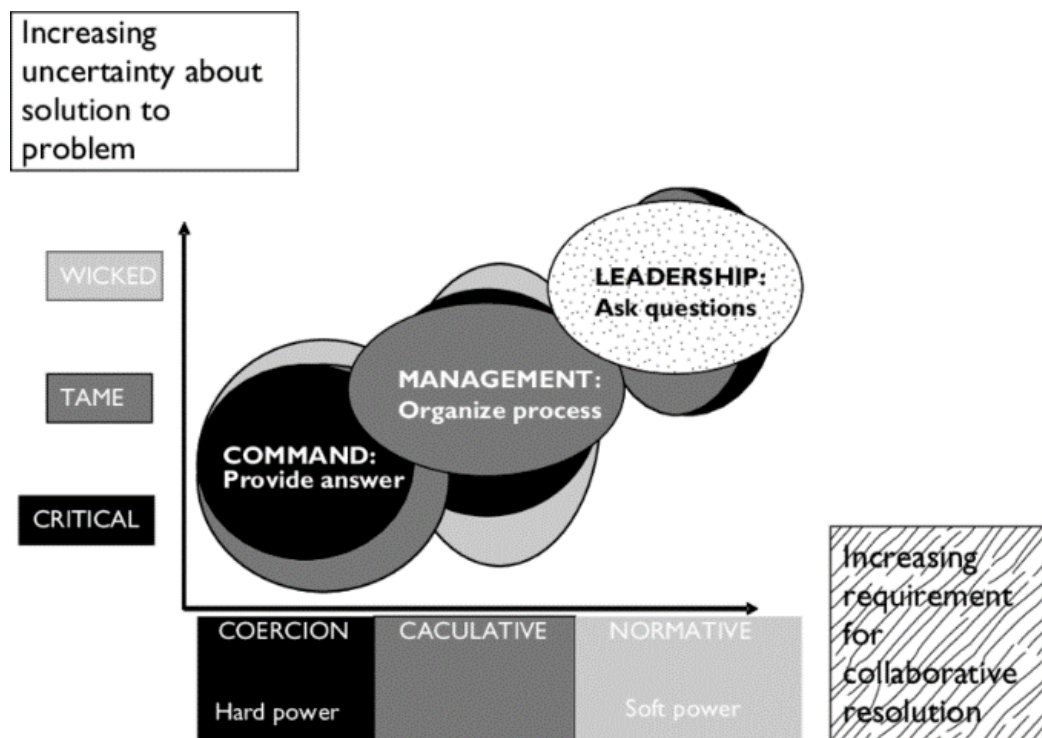 Increasing
uncertainty about
solution to
problem
WICKED
LEADERSHIP:
Ask questions
TAME
MANAGEMENT:
Organize process
COMMAND:
Provide answer
CRITICAL
COERCION
CACULATIVE
NORMATIVE
Hard power
Soft power
Increasing
requirement
for
collaborative
resolution